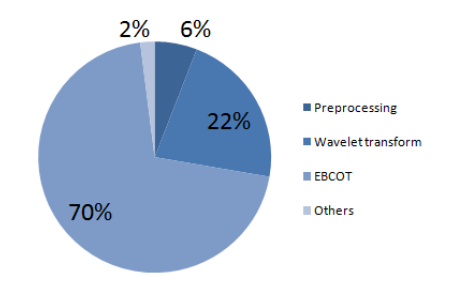 2%
6%
22%
70%
Preprocessing
Wavelet transform
EBCOT
Others